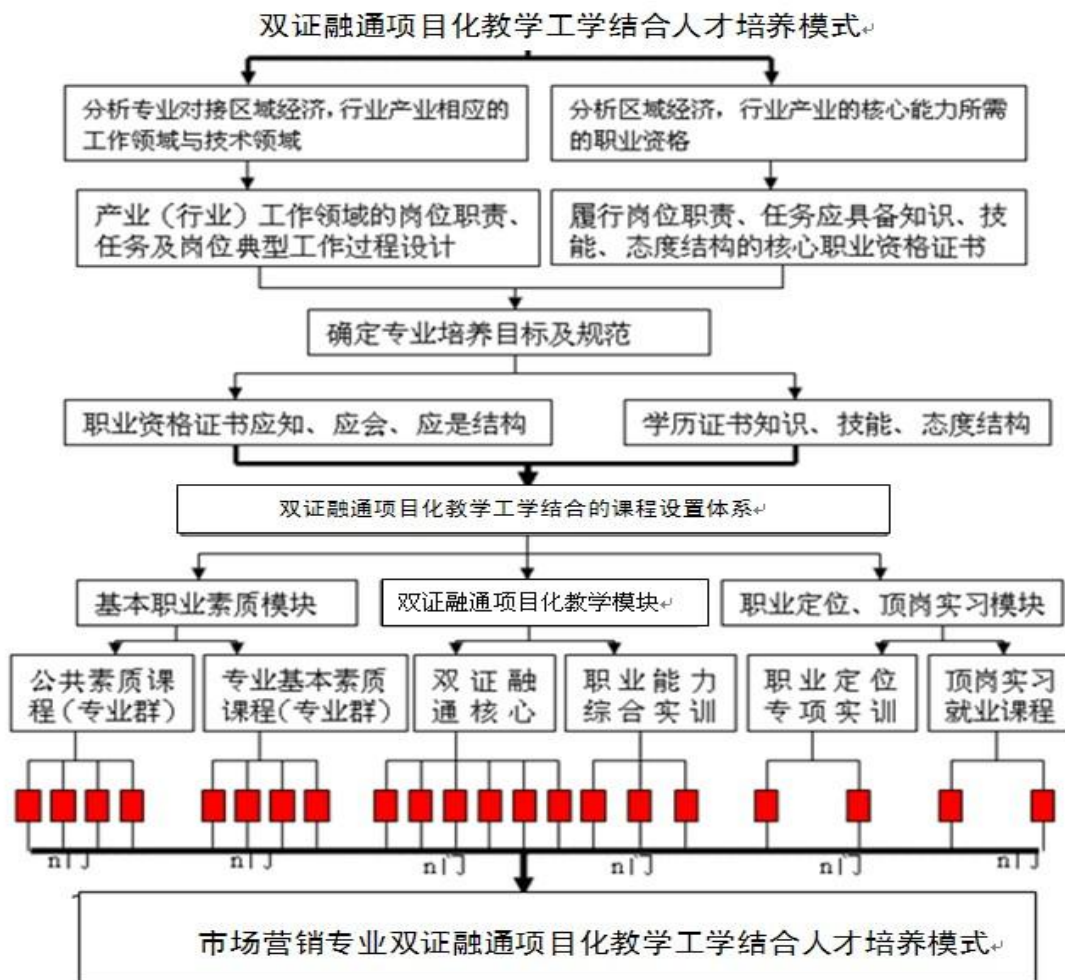 双证融通项目化教学工学结合人才培养模式
分析专业对接区域经济，行业产业相应的
工作领域与技术领域
分析区域经济，行业产业的核心能力所需
的职业资格
产业（行业）工作领域的岗位职责、
任务及岗位典型工作过程设计
履行岗位职责、任务应具备知识、技
能、态度结构的核心职业资格证书
确定专业培养目标及规范
职业资格证书应知、应会、应是结构
学历证书知识、技能、态度结构
双证融通项目化教学工学结合的课程设置体系
基本职业素质模块
双证融通项目化教学模块
职业定位、顶岗实习模块
公共素质课
程(专业群)
专业基本素质
课程(专业群)
双证融
通核心
职业能力
综合实训
职业定位
专项实训
顶岗实习
就业课程
n门
n门
n门
n门
n门
n门
市场营销专业双证融通项目化教学工学结合人才培养模式